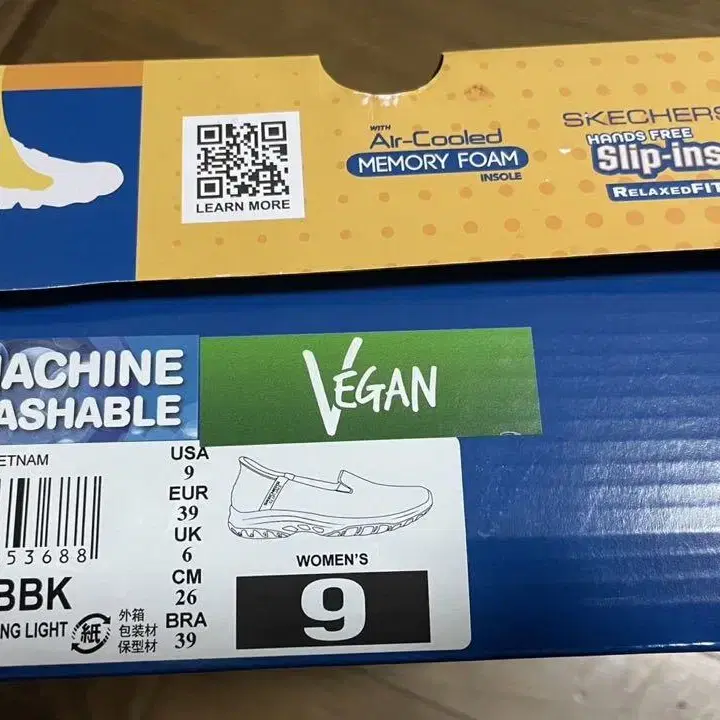 LEARN MORE
WITH
Air-Cooled
MEMORY FOAM
INSOLE
SKECHERS
HANDS FREE
Slip-ins
RELAXED FIT
MACHINE
WASHABLE
VEGAN
ETNAM
53688
BBK
NG LIGHT
紙
外箱
包装材
保型材
USA
9
EUR
39
UK
6
CM
26
BRA
39
WOMEN'S
9